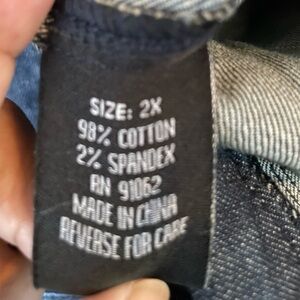 SIZE: 2X
98% COTTON
2% SPANDEX
RN 91062
MADE IN CHINA
REVERSE FOR CARE